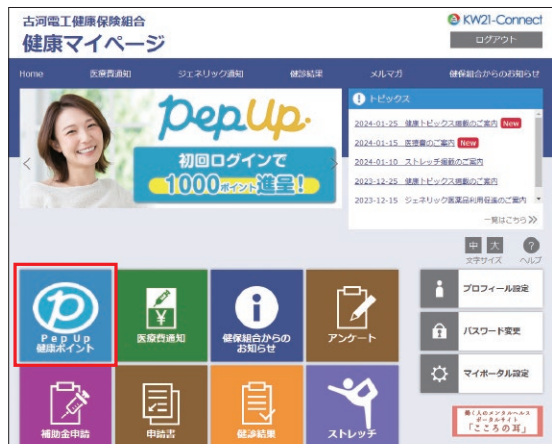 古河電工健康保険組合
健康マイページ
KW21-Connect
ログアウト
Home 医療費通知 ジェネリック通知 健診結果 メルマガ 健保組合からのお知らせ
PepUp
初回ログインで
1000ポイント進呈!
トピックス
2024-01-25 健康トピックス掲載のご案内 New
2024-01-15 医療費のご案内 New
2024-01-10 ストレッチ掲載のご案内
2023-12-25 健康トピックス掲載のご案内
2023-12-15 ジェネリック医薬品利用促進のご案内
一覧はこちら
中 大 ?
文字サイズ ヘルプ
Pep Up
健康ポイント
医療費通知
健保組合からの
お知らせ
アンケート
プロフィール設定
パスワード変更
マイポータル設定
補助金申請
申請書
健診結果
ストレッチ
働く人のメンタルヘルス
ポータルサイト
「こころの耳」